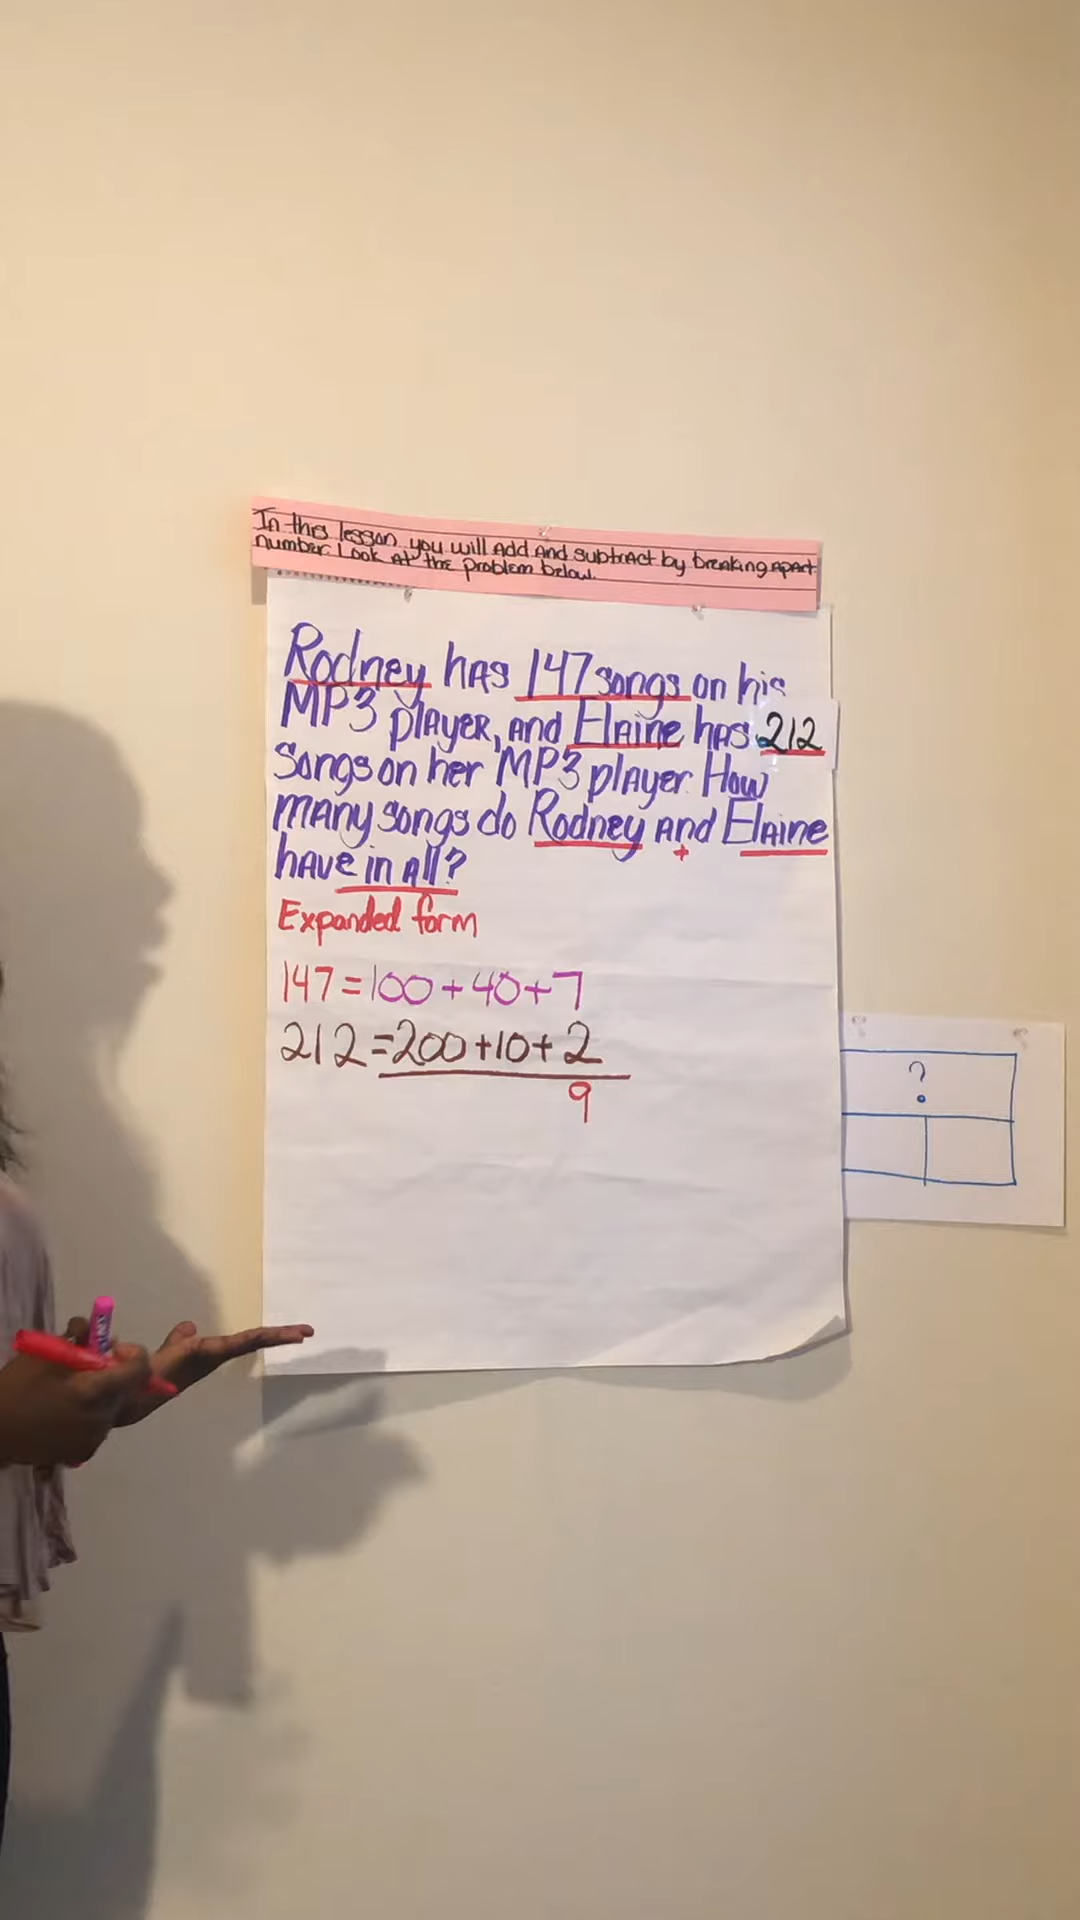 In this lesson you will Add and subtract by breaking Apart
number. Look At the problem below.
Rodney has 147 songs on his
MP3 player, and Elaine has 212
songs on her MP3 player. How
many songs do Rodney and Elaine
+
have in all?
Expanded form
147=100+40+7
212=200+10+2
9
?